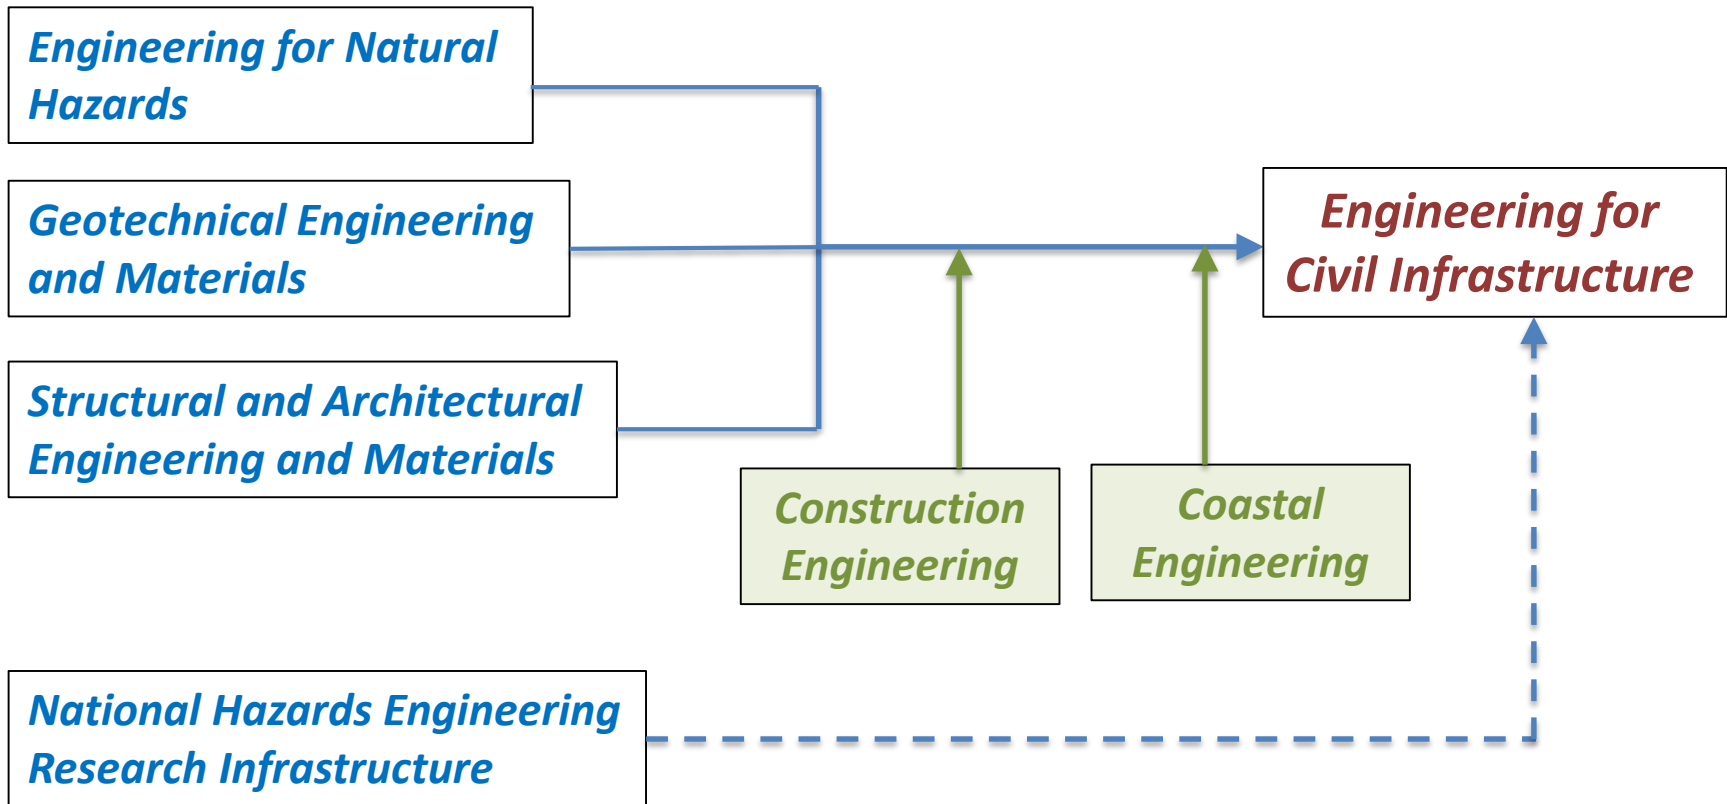 Engineering for Natural
Hazards
Geotechnical Engineering
and Materials
Engineering for
Civil Infrastructure
Structural and Architectural
Engineering and Materials
Construction
Engineering
Coastal
Engineering
National Hazards Engineering
Research Infrastructure